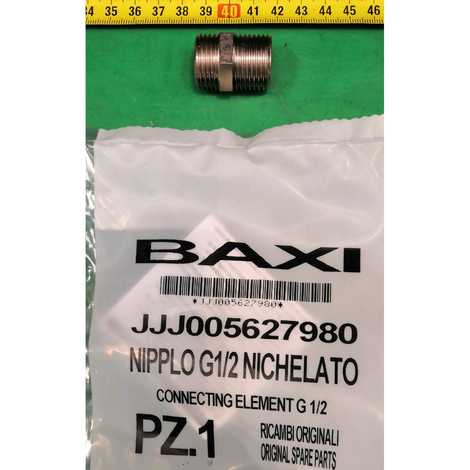 34 35 36 37 38 39 40 41 42 43 44 45 46
BAXI
*JJJ005627980*
JJJ005627980
NIPPLO G1/2 NICHELATO
CONNECTING ELEMENT G 1/2
PZ.1
RICAMBI ORIGINALI
ORIGINAL SPARE PARTS